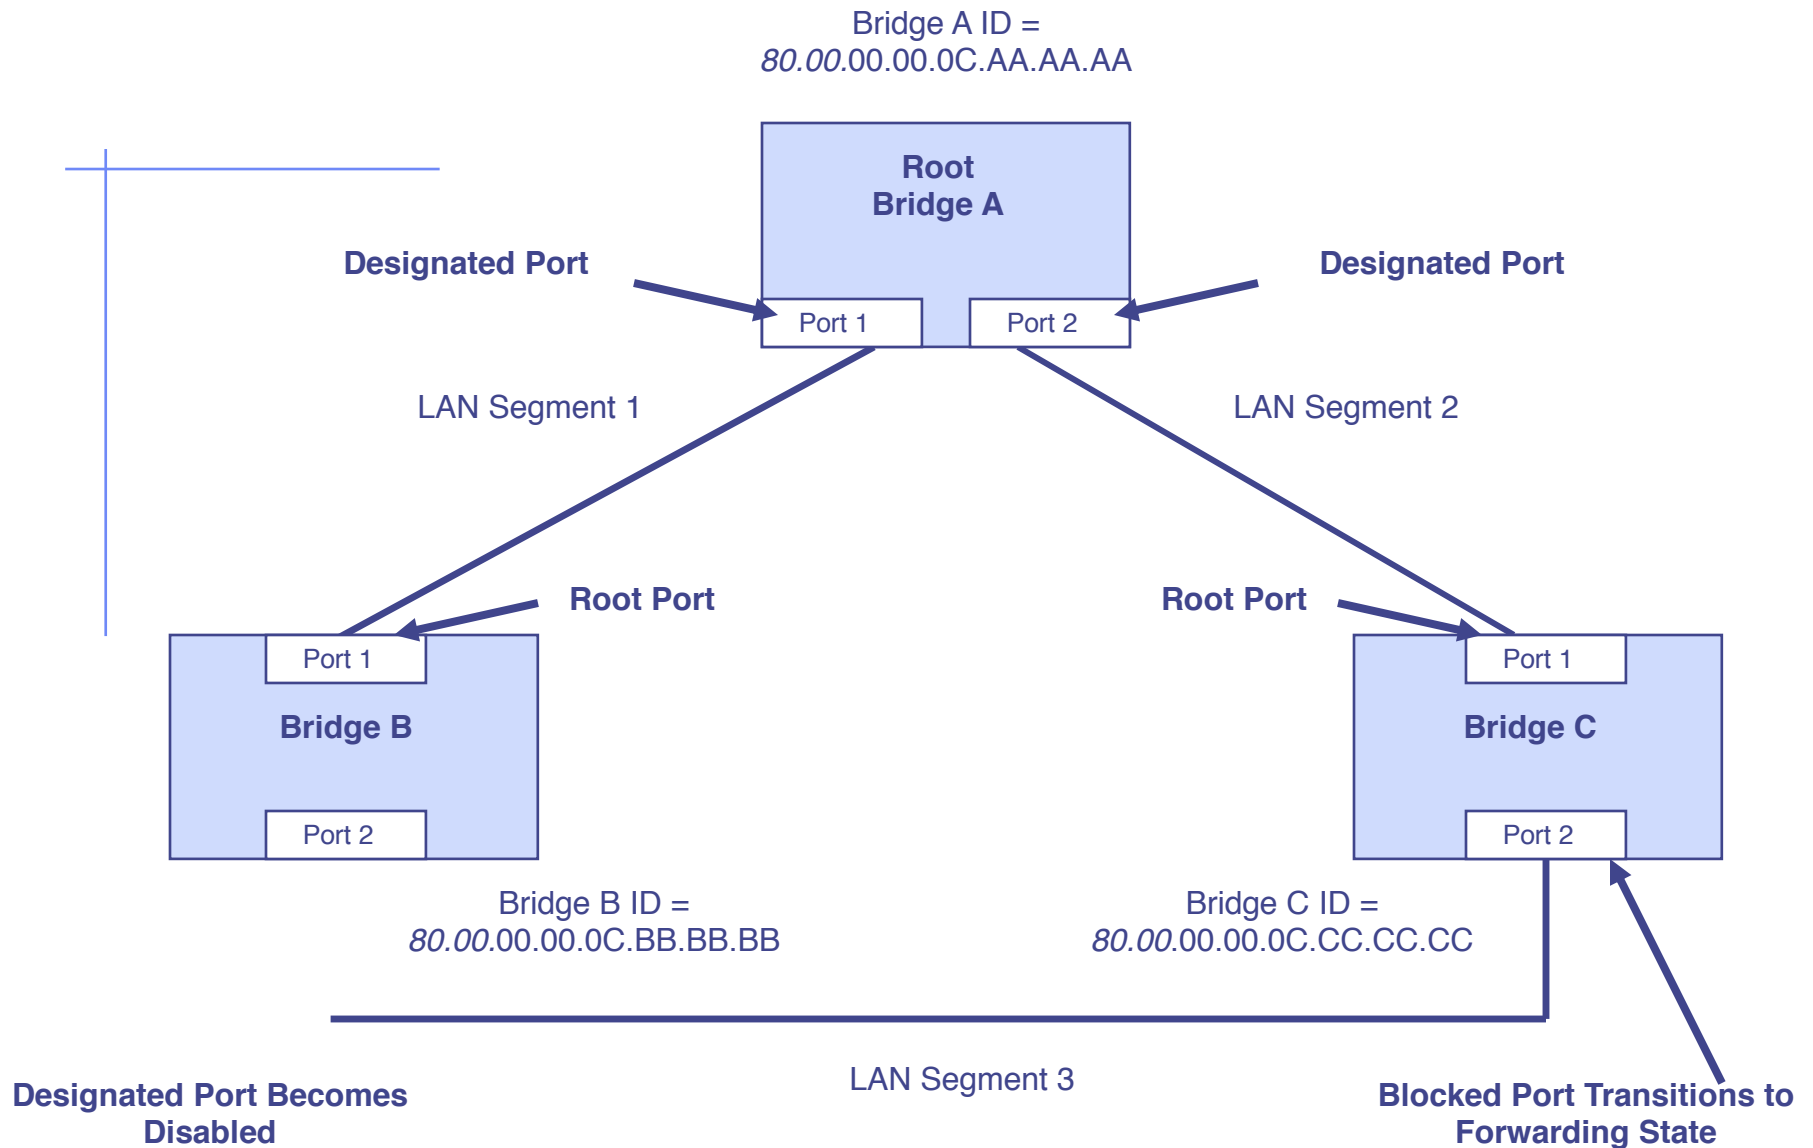 Bridge A ID =
80.00.00.00.0C.AA.AA.AA
Root
Bridge A
Designated Port
Designated Port
Port 1
Port 2
LAN Segment 1
LAN Segment 2
Root Port
Root Port
Port 1
Port 1
Bridge B
Bridge C
Port 2
Port 2
Bridge B ID =
80.00.00.00.0C.BB.BB.BB
Bridge C ID =
80.00.00.00.0C.CC.CC.CC
LAN Segment 3
Designated Port Becomes
Disabled
Blocked Port Transitions to
Forwarding State